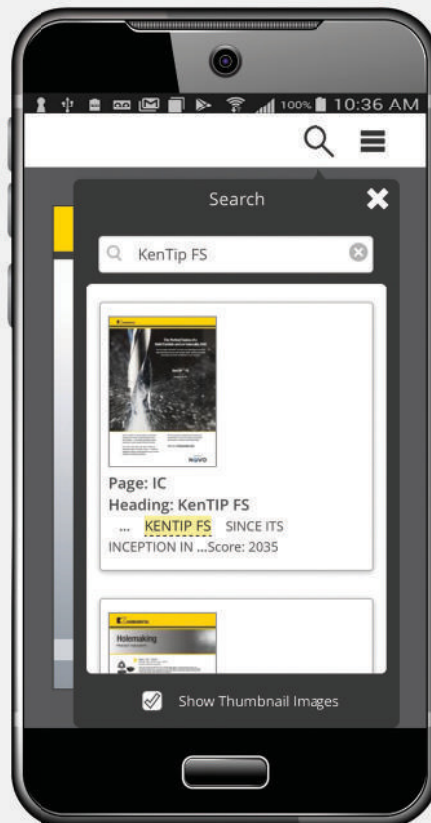 100% 10:36 AM
Search
KenTip FS
Page: IC
Heading: KenTIP FS
... KENTIP FS SINCE ITS
INCEPTION IN ...Score: 2035
Holemaking
Show Thumbnail Images